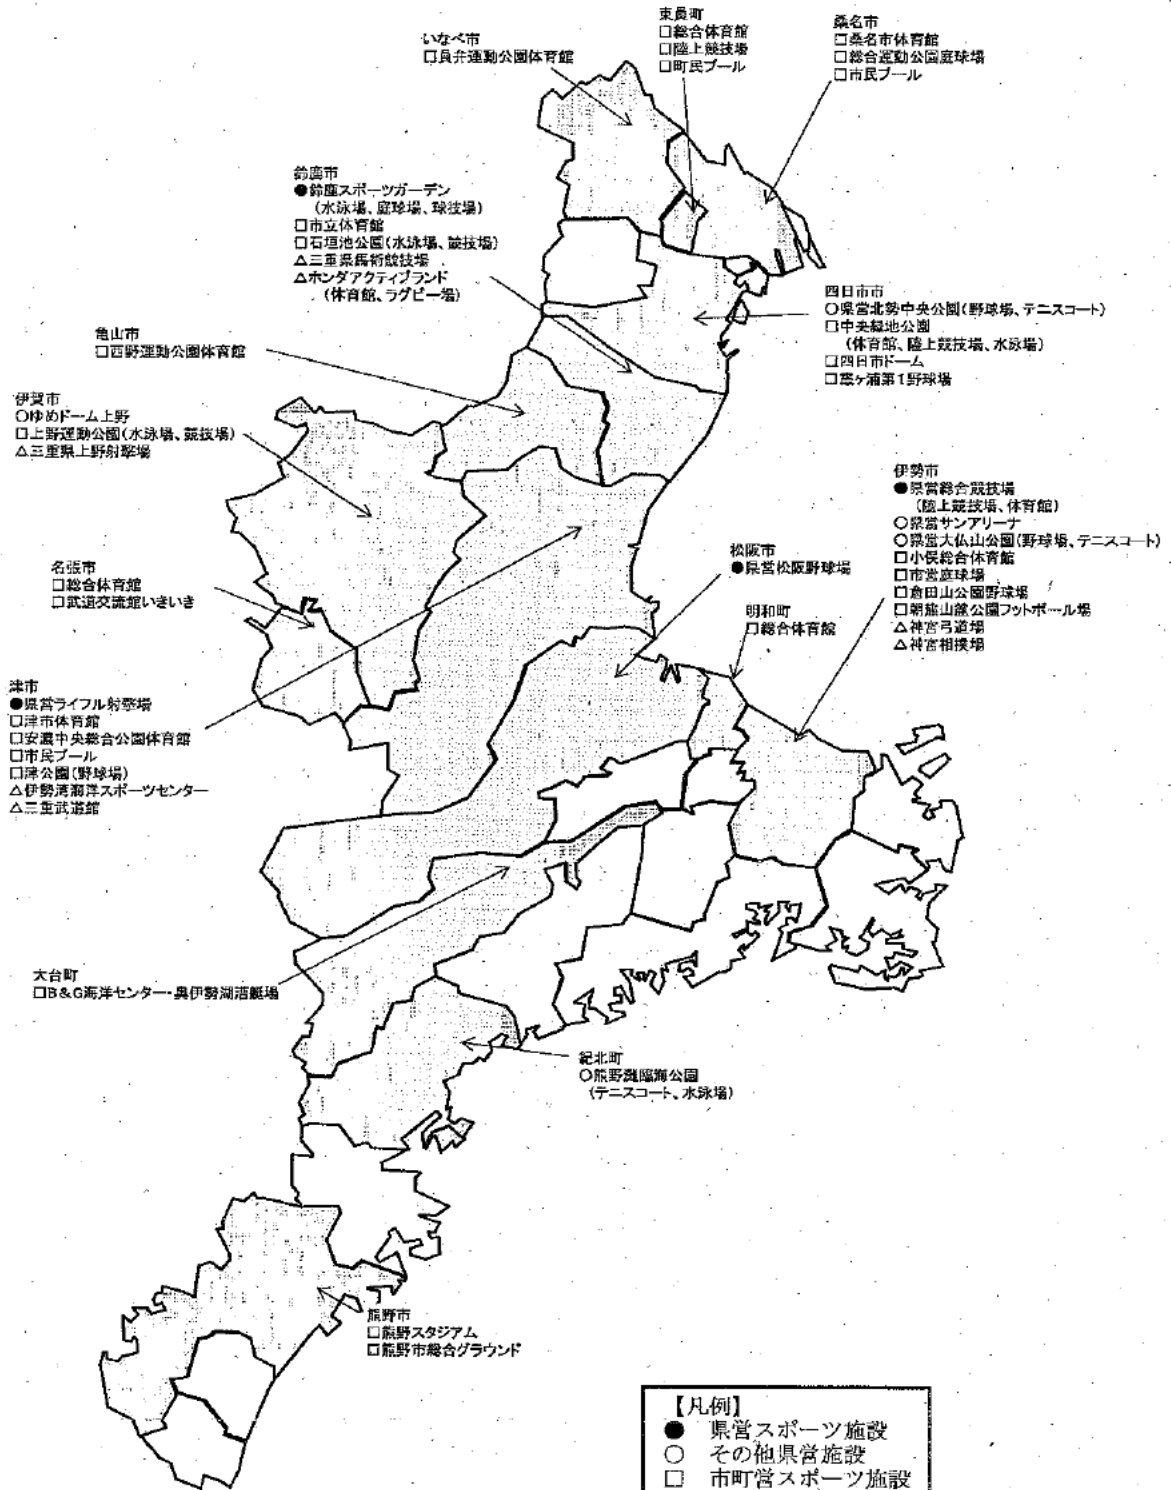 いなべ市
□員弁運動公園体育館
東員町
□総合体育館
□陸上競技場
□町民プール
桑名市
□桑名市体育館
□総合運動公園庭球場
□市民プール
鈴鹿市
●鈴鹿スポーツガーデン
(水泳場、庭球場、球技場)
□市立体育館
□石垣池公園(水泳場、競技場)
△三重県馬術競技場
△ホンダアクティブランド
(体育館、ラグビー場)
四日市市
○県営北勢中央公園(野球場、テニスコート)
□中央緑地公園
(体育館、陸上競技場、水泳場)
□四日市ドーム
□霞ヶ浦第1野球場
亀山市
□西野運動公園体育館
伊賀市
○ゆめドーム上野
□上野運動公園(水泳場、競技場)
△三重県上野射撃場
伊勢市
●県営総合競技場
(陸上競技場、体育館)
○県営サンアリーナ
○県営大仏山公園(野球場、テニスコート)
□小俣総合体育館
□市営庭球場
□倉田山公園野球場
□朝熊山麓公園フットボール場
△神宮弓道場
△神宮相撲場
松阪市
●県営松阪野球場
明和町
□総合体育館
名張市
□総合体育館
□武道交流館いきいき
津市
●県営ライフル射撃場
□津市体育館
□安濃中央総合公園体育館
□市民プール
□津公園(野球場)
△伊勢湾海洋スポーツセンター
△三重武道館
大台町
□B&G海洋センター・奥伊勢湖漕艇場
紀北町
○熊野灘臨海公園
(テニスコート、水泳場)
熊野市
□熊野スタジアム
□熊野市総合グラウンド
【凡例】
● 県営スポーツ施設
○ その他県営施設
□ 市町営スポーツ施設